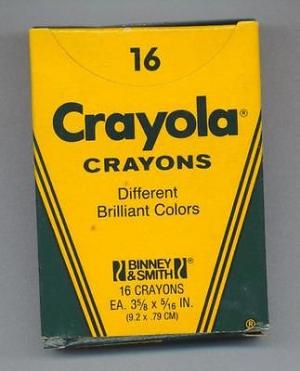 16
Crayola®
CRAYONS
Different
Brilliant Colors
BINNEY
&SMITH®
16 CRAYONS
EA. 3⅝ x 5/16 IN.
(9.2 x .79 CM)
®